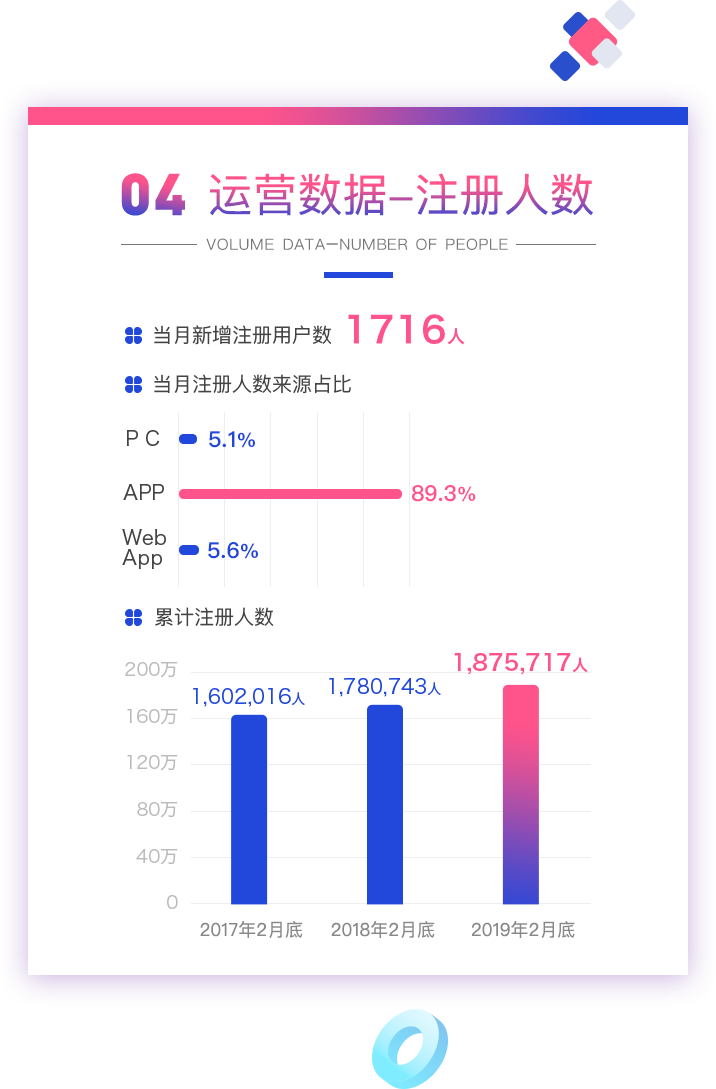 04 运营数据–注册人数
VOLUME DATA–NUMBER OF PEOPLE
当月新增注册用户数 1716人
当月注册人数来源占比
P C 5.1%
APP 89.3%
Web
App
5.6%
累计注册人数
200万
1,875,717人
1,602,016人
1,780,743人
160万
120万
80万
40万
0
2017年2月底 2018年2月底 2019年2月底